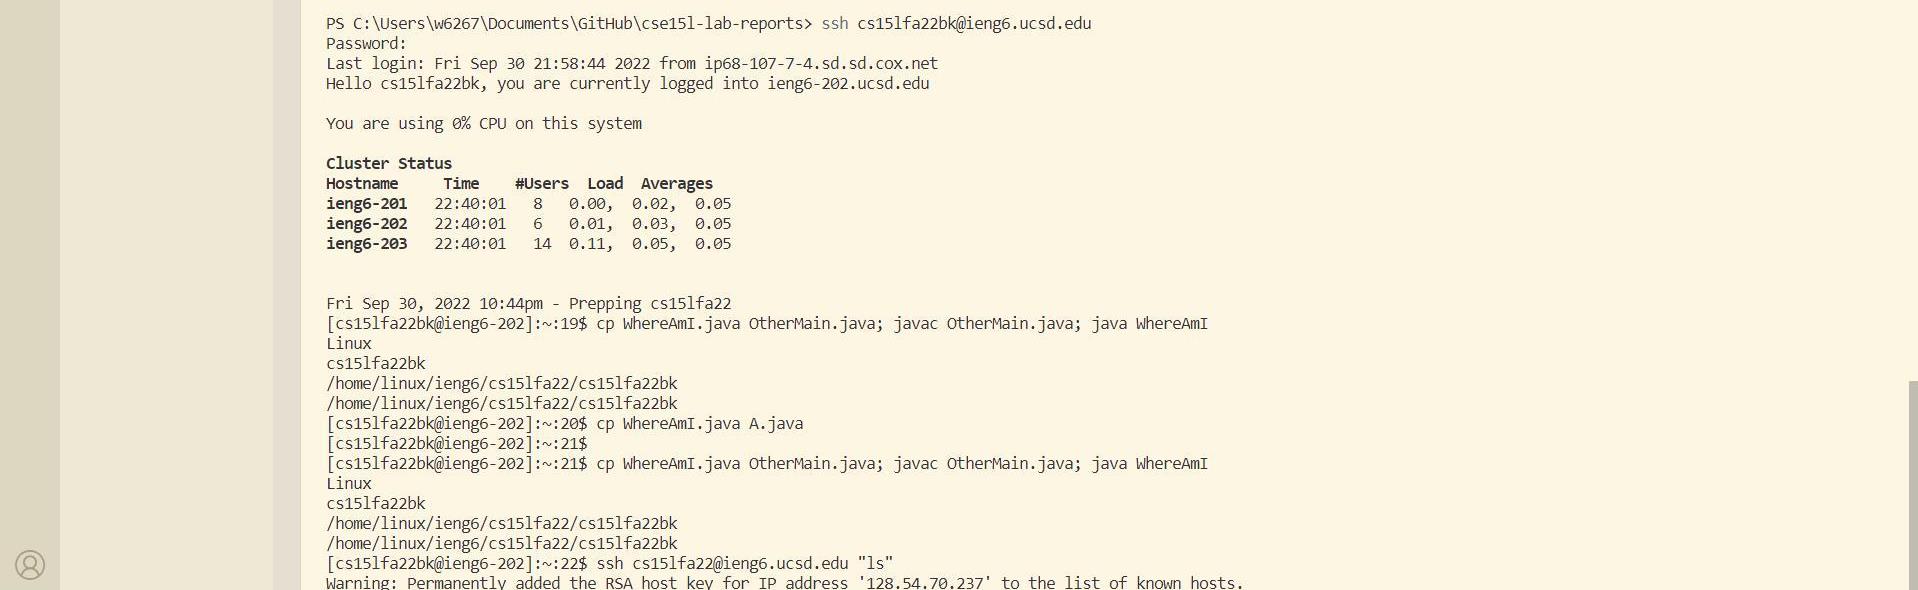 PS C:\Users\w6267\Documents\GitHub\cse15l-lab-reports> ssh cs15lfa22bk@ieng6.ucsd.edu
Password:
Last login: Fri Sep 30 21:58:44 2022 from ip68-107-7-4.sd.sd.cox.net
Hello cs15lfa22bk, you are currently logged into ieng6-202.ucsd.edu
You are using 0% CPU on this system
Cluster Status
Hostname     Time    #Users  Load  Averages
ieng6-201   22:40:01   8   0.00,  0.02,  0.05
ieng6-202   22:40:01   6   0.01,  0.03,  0.05
ieng6-203   22:40:01   14  0.11,  0.05,  0.05
Fri Sep 30, 2022 10:44pm - Prepping cs15lfa22
[cs15lfa22bk@ieng6-202]:~:19$ cp WhereAmI.java OtherMain.java; javac OtherMain.java; java WhereAmI
Linux
cs15lfa22bk
/home/linux/ieng6/cs15lfa22/cs15lfa22bk
/home/linux/ieng6/cs15lfa22/cs15lfa22bk
[cs15lfa22bk@ieng6-202]:~:20$ cp WhereAmI.java A.java
[cs15lfa22bk@ieng6-202]:~:21$
[cs15lfa22bk@ieng6-202]:~:21$ cp WhereAmI.java OtherMain.java; javac OtherMain.java; java WhereAmI
Linux
cs15lfa22bk
/home/linux/ieng6/cs15lfa22/cs15lfa22bk
/home/linux/ieng6/cs15lfa22/cs15lfa22bk
[cs15lfa22bk@ieng6-202]:~:22$ ssh cs15lfa22@ieng6.ucsd.edu "ls"
Warning: Permanently added the RSA host key for IP address '128.54.70.237' to the list of known hosts.